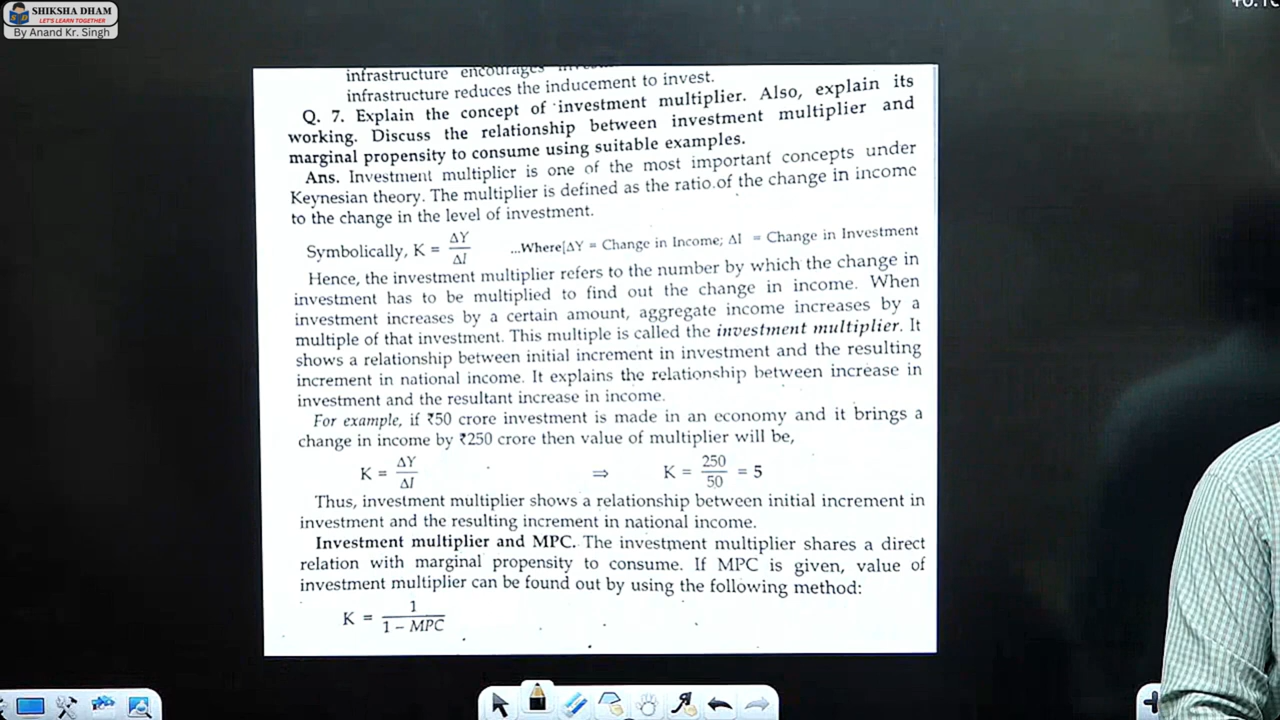 SHIKSHA DHAM
LET'S LEARN TOGETHER
By Anand Kr. Singh
infrastructure encourages
infrastructure reduces the inducement to invest.
Q. 7. Explain the concept of investment multiplier. Also, explain its
working. Discuss the relationship between investment multiplier and
marginal propensity to consume using suitable examples.
Ans. Investment multiplier is one of the most important concepts under
Keynesian theory. The multiplier is defined as the ratio of the change in income
to the change in the level of investment.
Symbolically, K = ΔY/ΔI ...Where[ΔY = Change in Income; ΔI = Change in Investment
Hence, the investment multiplier refers to the number by which the change in
investment has to be multiplied to find out the change in income. When
investment increases by a certain amount, aggregate income increases by a
multiple of that investment. This multiple is called the investment multiplier. It
shows a relationship between initial increment in investment and the resulting
increment in national income. It explains the relationship between increase in
investment and the resultant increase in income.
For example, if ₹50 crore investment is made in an economy and it brings a
change in income by ₹250 crore then value of multiplier will be,
K = ΔY/ΔI ⇒ K = 250/50 = 5
Thus, investment multiplier shows a relationship between initial increment in
investment and the resulting increment in national income.
Investment multiplier and MPC. The investment multiplier shares a direct
relation with marginal propensity to consume. If MPC is given, value of
investment multiplier can be found out by using the following method:
K = 1/1 – MPC